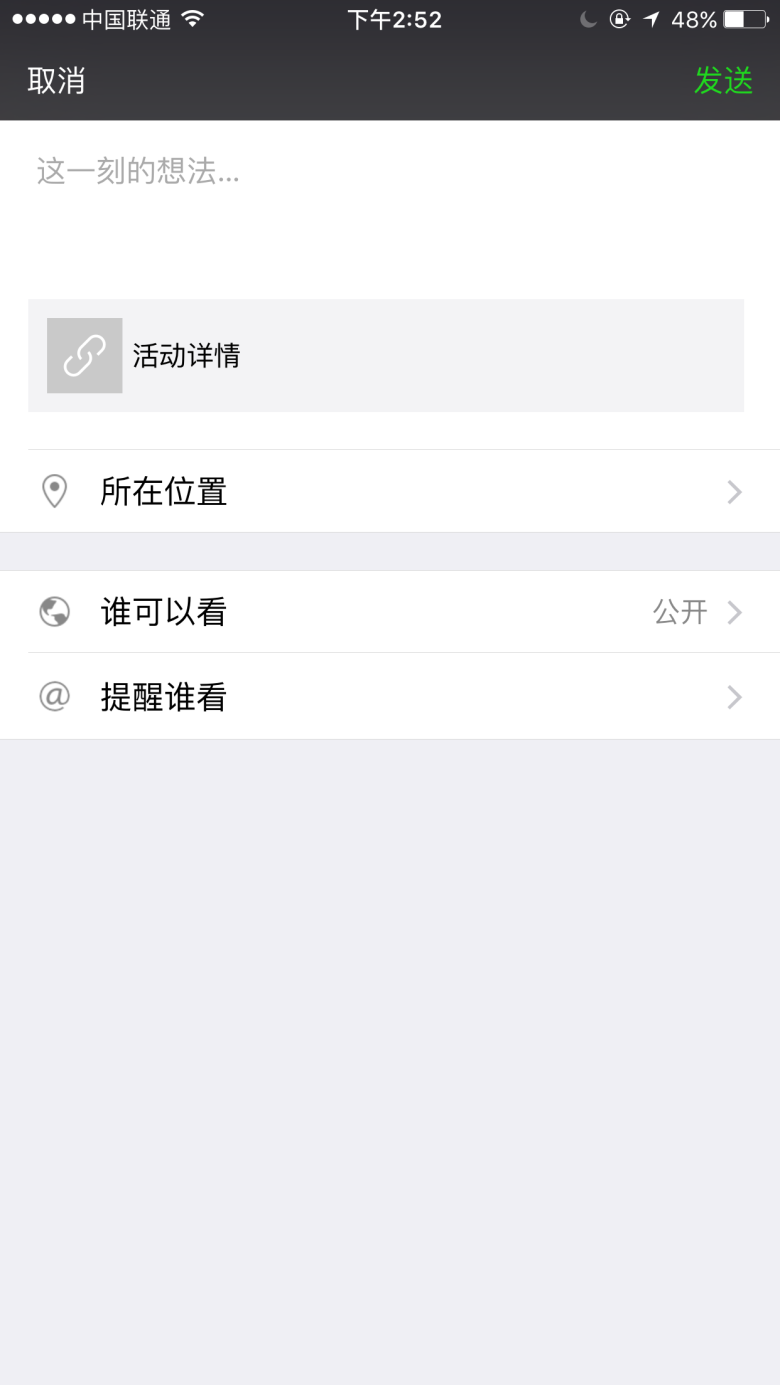 中国联通 下午2:52 48%
取消 发送
这一刻的想法...
活动详情
所在位置
谁可以看 公开
@ 提醒谁看